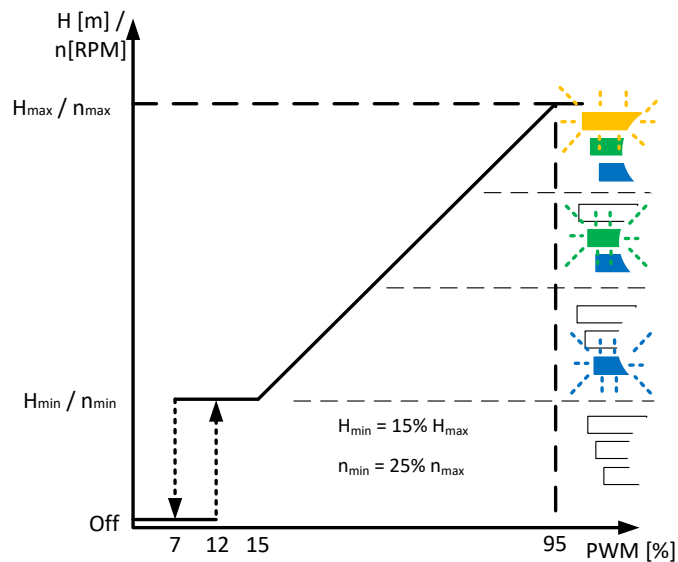 H [m] /
n[RPM]
Hmax / nmax
Hmin / nmin
Hmin = 15% Hmax
nmin = 25% nmax
Off
7 12 15 95 PWM [%]